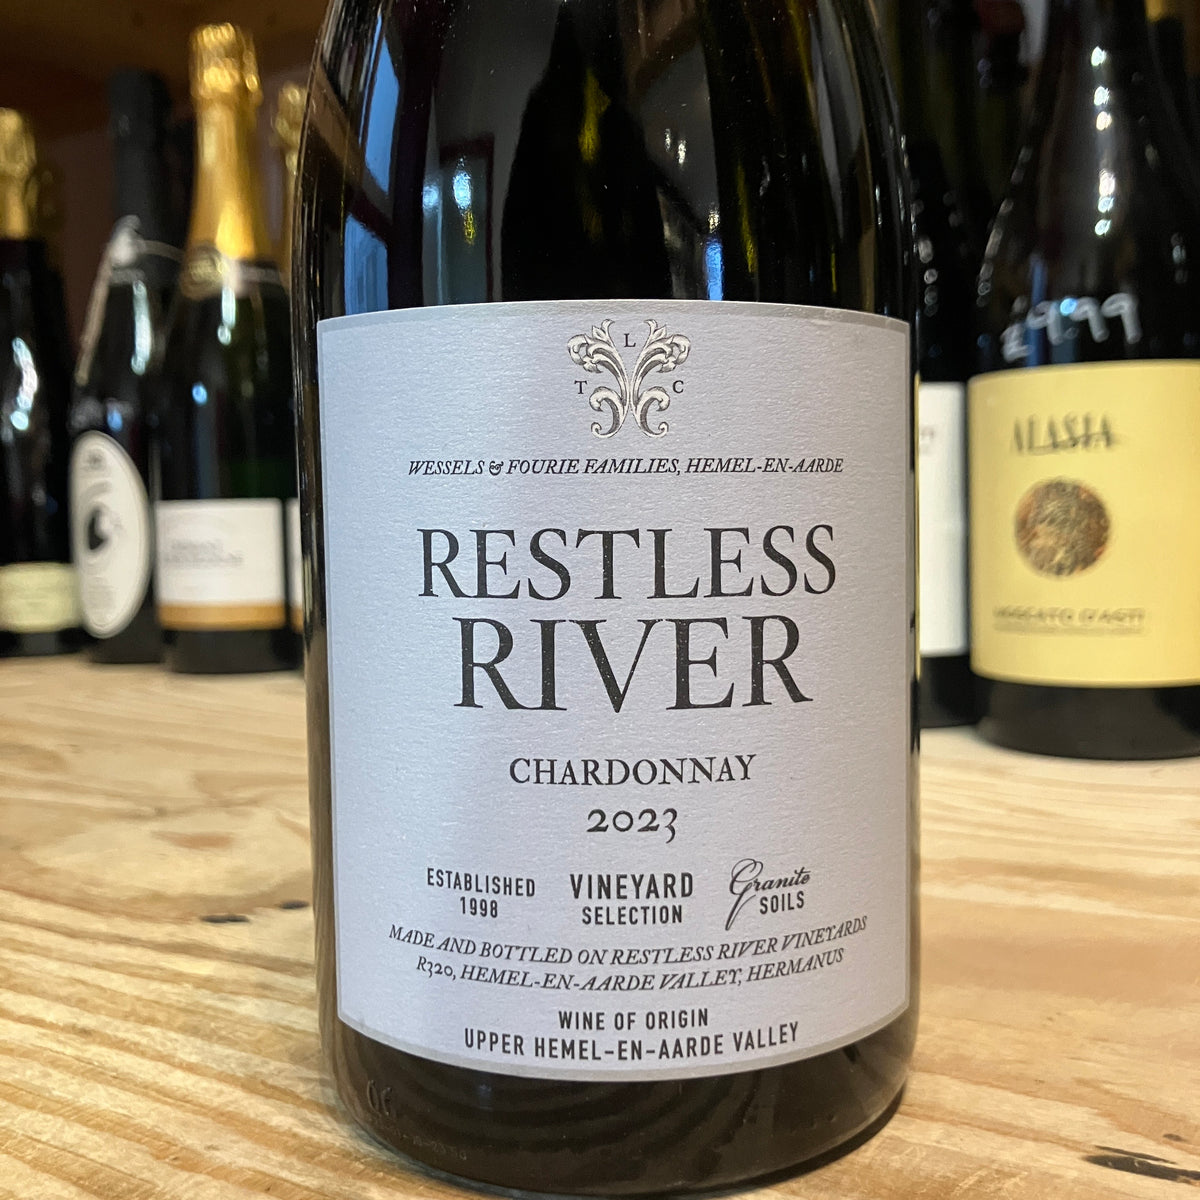 L
T C
WESSELS & FOURIE FAMILIES, HEMEL-EN-AARDE
RESTLESS
RIVER
CHARDONNAY
2023
ESTABLISHED
1998
VINEYARD
SELECTION
Granite
SOILS
MADE AND BOTTLED ON RESTLESS RIVER VINEYARDS
R320, HEMEL-EN-AARDE VALLEY, HERMANUS
WINE OF ORIGIN
UPPER HEMEL-EN-AARDE VALLEY
£9.99
ALASIA
MOSCATO D'ASTI